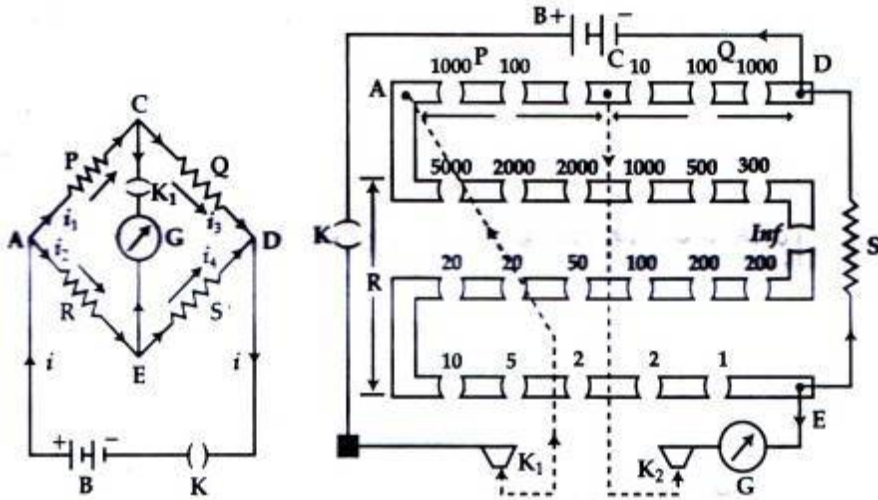 B+ −
1000 P 100 C 10 Q 100 1000 D
A
C
P Q
K₁
i₁ i₃
5000 2000 2000 1000 500 300
A G D
i₂ i₄
K Inf S
R S
R
20 20 50 100 200 200
E
i i
10 5 2 2 1
E
+ −
B K
K₁ K₂ G